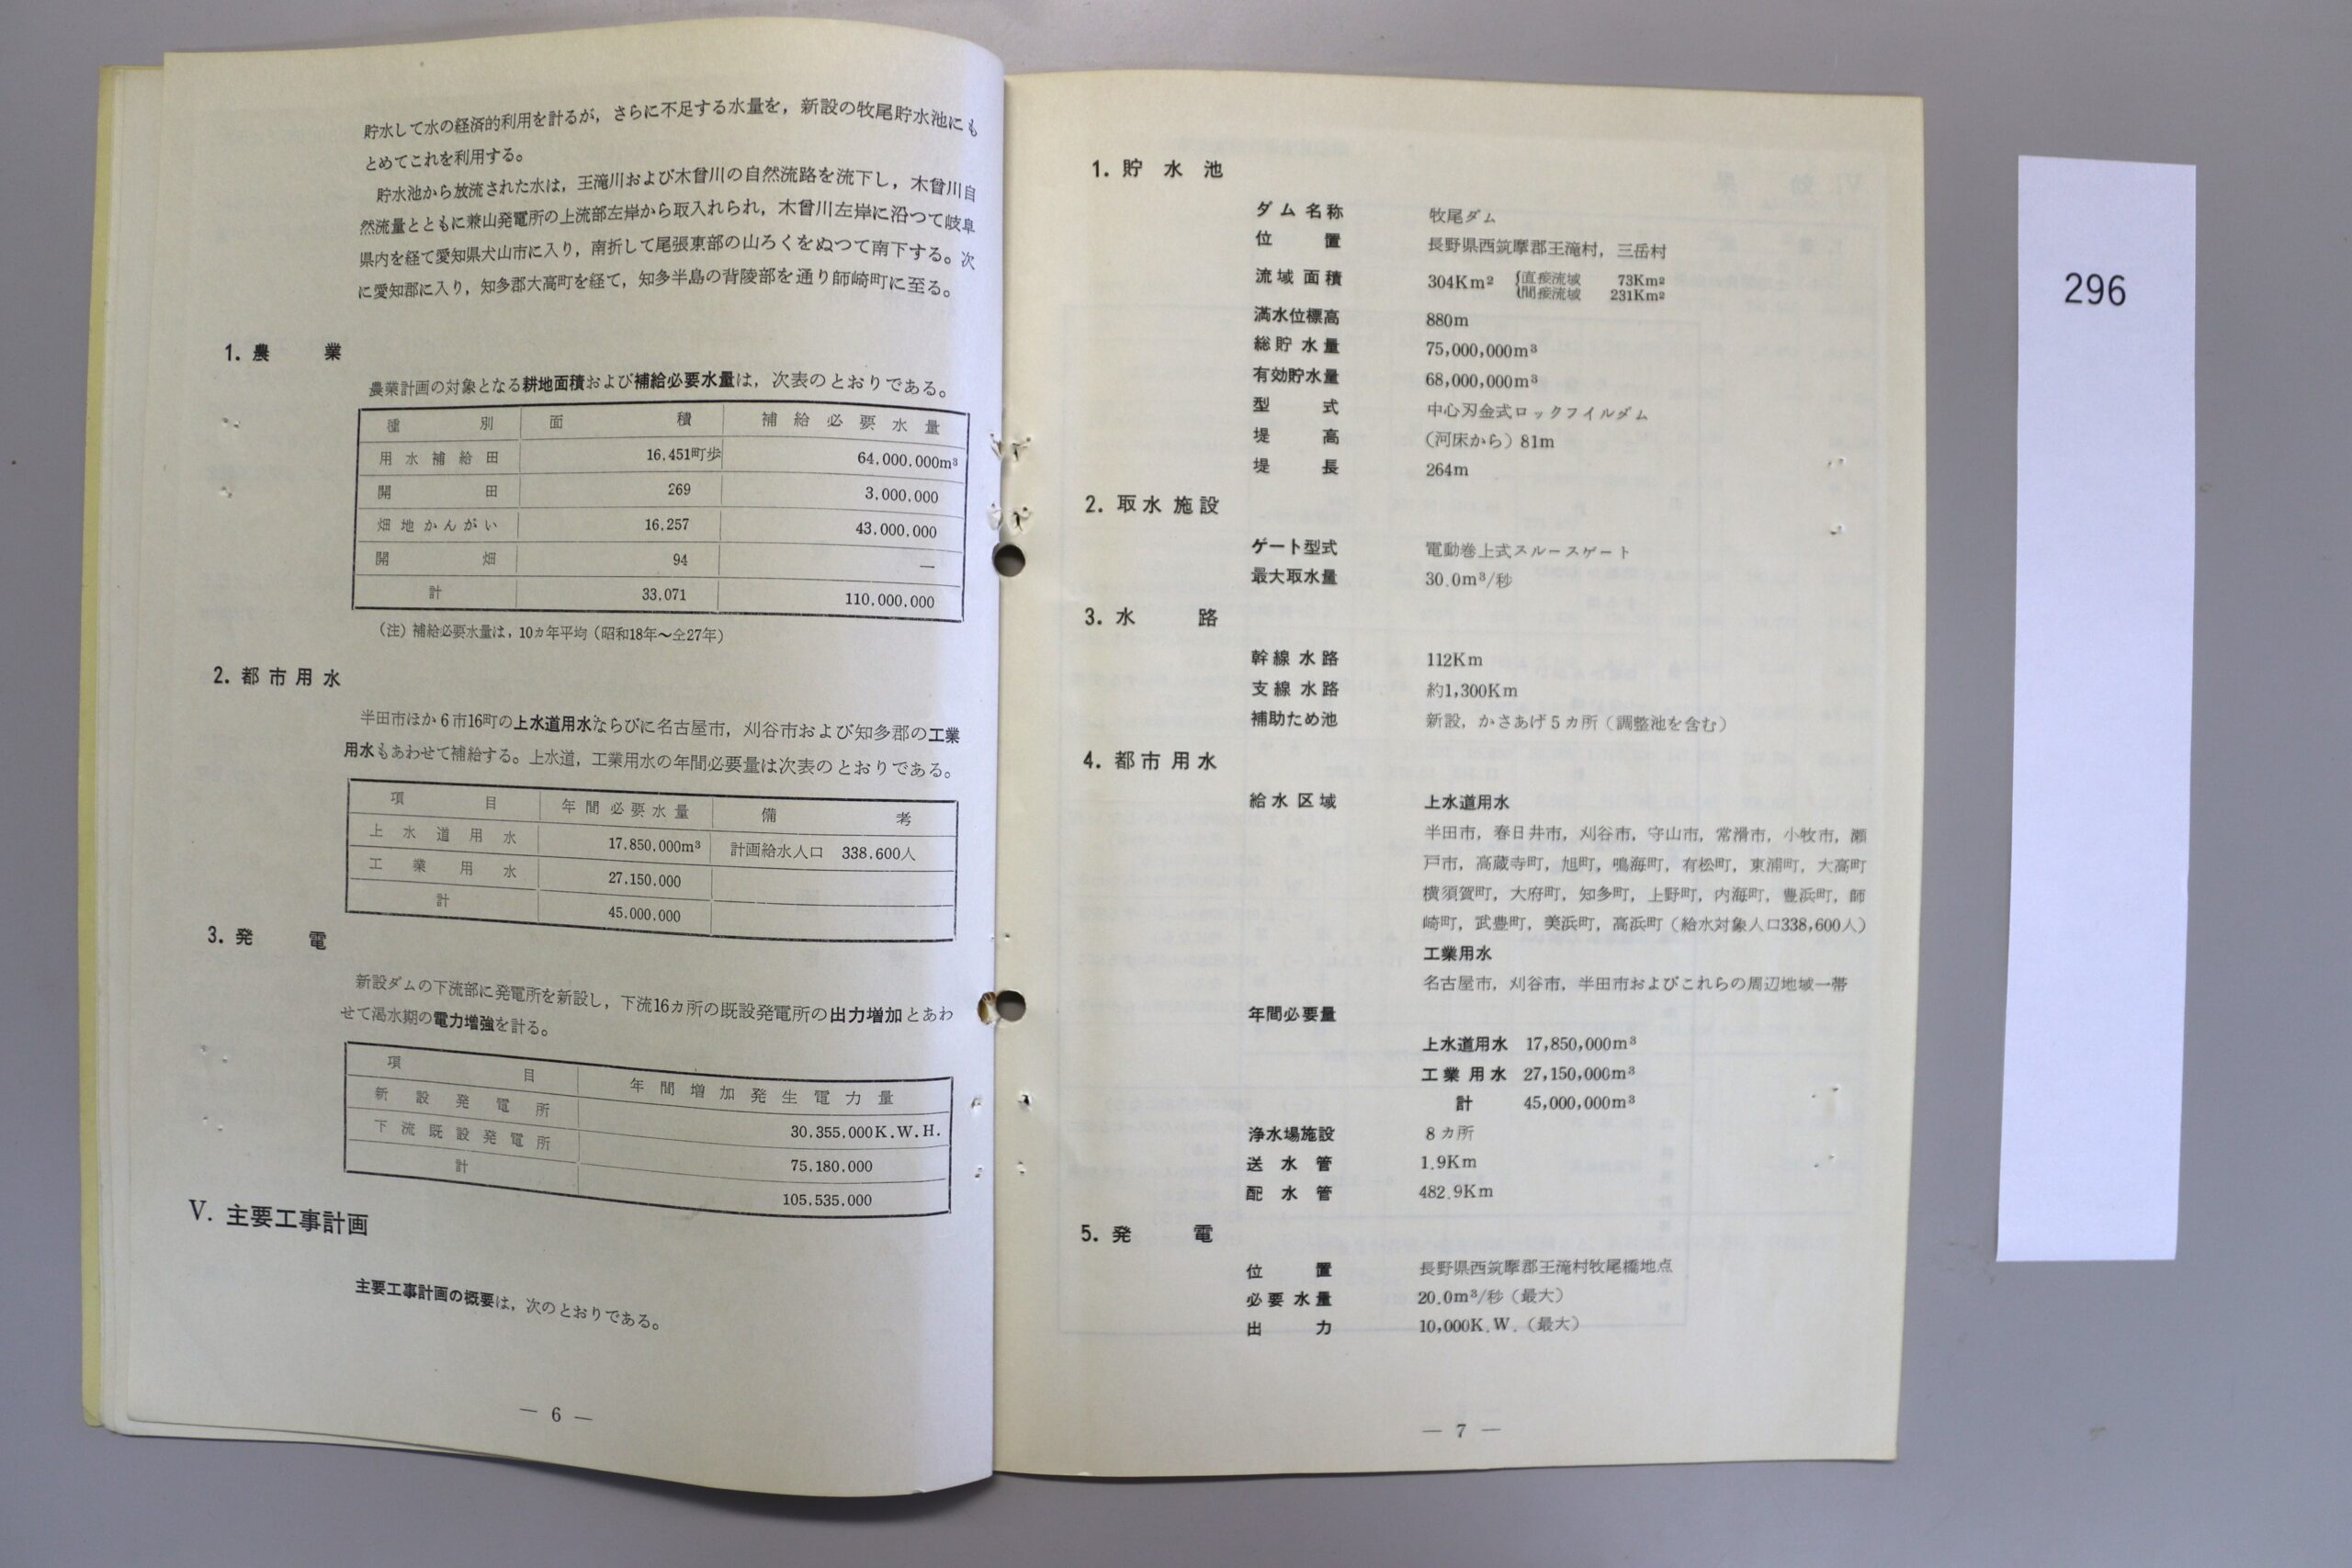 貯水して水の経済的利用を計るが，さらに不足する水量を，新設の牧尾貯水池にも
とめてこれを利用する。
貯水池から放流された水は，王滝川および木曾川の自然流路を流下し，木曾川自
然流量とともに兼山発電所の上流部左岸から取入れられ，木曾川左岸に沿つて岐阜
県内を経て愛知県犬山市に入り，南折して尾張東部の山ろくをぬつて南下する。次
に愛知郡に入り，知多郡大高町を経て，知多半島の背陵部を通り師崎町に至る。
1. 農業
農業計画の対象となる耕地面積および補給必要水量は，次表のとおりである。
種別 面積 補給必要水量
用水補給田 16,451町歩 64,000,000m³
開田 269 3,000,000
畑地かんがい 16,257 43,000,000
開畑 94 —
計 33,071 110,000,000
（注）補給必要水量は，10カ年平均（昭和18年〜仝27年）
2. 都市用水
半田市ほか6市16町の上水道用水ならびに名古屋市，刈谷市および知多郡の工業
用水もあわせて補給する。上水道，工業用水の年間必要量は次表のとおりである。
項目 年間必要水量 備考
上水道用水 17,850,000m³ 計画給水人口 338,600人
工業用水 27,150,000
計 45,000,000
3. 発電
新設ダムの下流部に発電所を新設し，下流16カ所の既設発電所の出力増加とあわ
せて渇水期の電力増強を計る。
項目 年間増加発生電力量
新設発電所 30,355,000K.W.H.
下流既設発電所 75,180,000
計 105,535,000
V. 主要工事計画
主要工事計画の概要は，次のとおりである。
— 6 —
1. 貯水池
ダム名称 牧尾ダム
位置 長野県西筑摩郡王滝村，三岳村
流域面積 304Km² {直接流域 73Km²
間接流域 231Km²
満水位標高 880m
総貯水量 75,000,000m³
有効貯水量 68,000,000m³
型式 中心刃金式ロックフイルダム
堤高 （河床から）81m
堤長 264m
2. 取水施設
ゲート型式 電動巻上式スルースゲート
最大取水量 30.0m³/秒
3. 水路
幹線水路 112Km
支線水路 約1,300Km
補助ため池 新設，かさあげ5カ所（調整池を含む）
4. 都市用水
給水区域 上水道用水
半田市，春日井市，刈谷市，守山市，常滑市，小牧市，瀬
戸市，高蔵寺町，旭町，鳴海町，有松町，東浦町，大高町
横須賀町，大府町，知多町，上野町，内海町，豊浜町，師
崎町，武豊町，美浜町，高浜町（給水対象人口338,600人）
工業用水
名古屋市，刈谷市，半田市およびこれらの周辺地域一帯
年間必要量
上水道用水 17,850,000m³
工業用水 27,150,000m³
計 45,000,000m³
浄水場施設 8カ所
送水管 1.9Km
配水管 482.9Km
5. 発電
位置 長野県西筑摩郡王滝村牧尾橋地点
必要水量 20.0m³/秒（最大）
出力 10,000K.W.（最大）
— 7 —
296